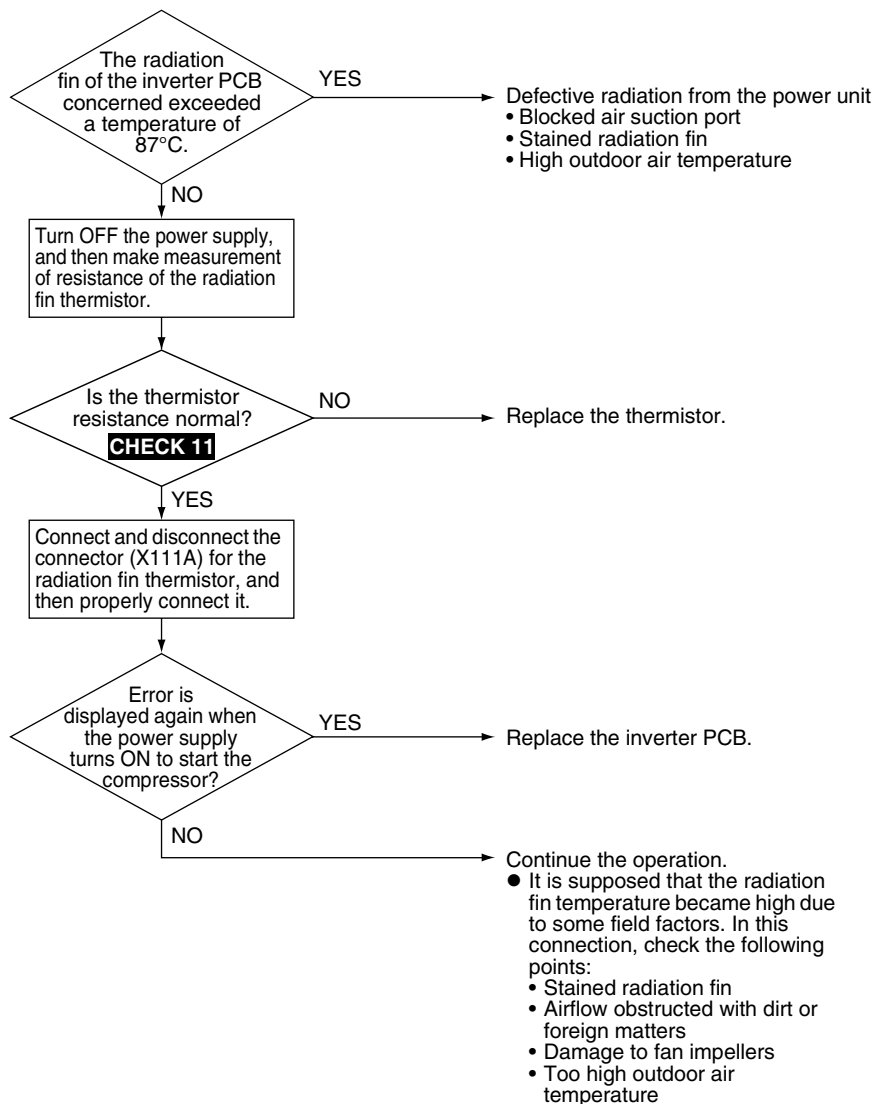 The radiation
fin of the inverter PCB
concerned exceeded
a temperature of
87°C.
YES
Defective radiation from the power unit
• Blocked air suction port
• Stained radiation fin
• High outdoor air temperature
NO
Turn OFF the power supply,
and then make measurement
of resistance of the radiation
fin thermistor.
Is the thermistor
resistance normal?
CHECK 11
NO
Replace the thermistor.
YES
Connect and disconnect the
connector (X111A) for the
radiation fin thermistor, and
then properly connect it.
Error is
displayed again when
the power supply
turns ON to start the
compressor?
YES
Replace the inverter PCB.
NO
Continue the operation.
● It is supposed that the radiation
fin temperature became high due
to some field factors. In this
connection, check the following
points:
• Stained radiation fin
• Airflow obstructed with dirt or
foreign matters
• Damage to fan impellers
• Too high outdoor air
temperature